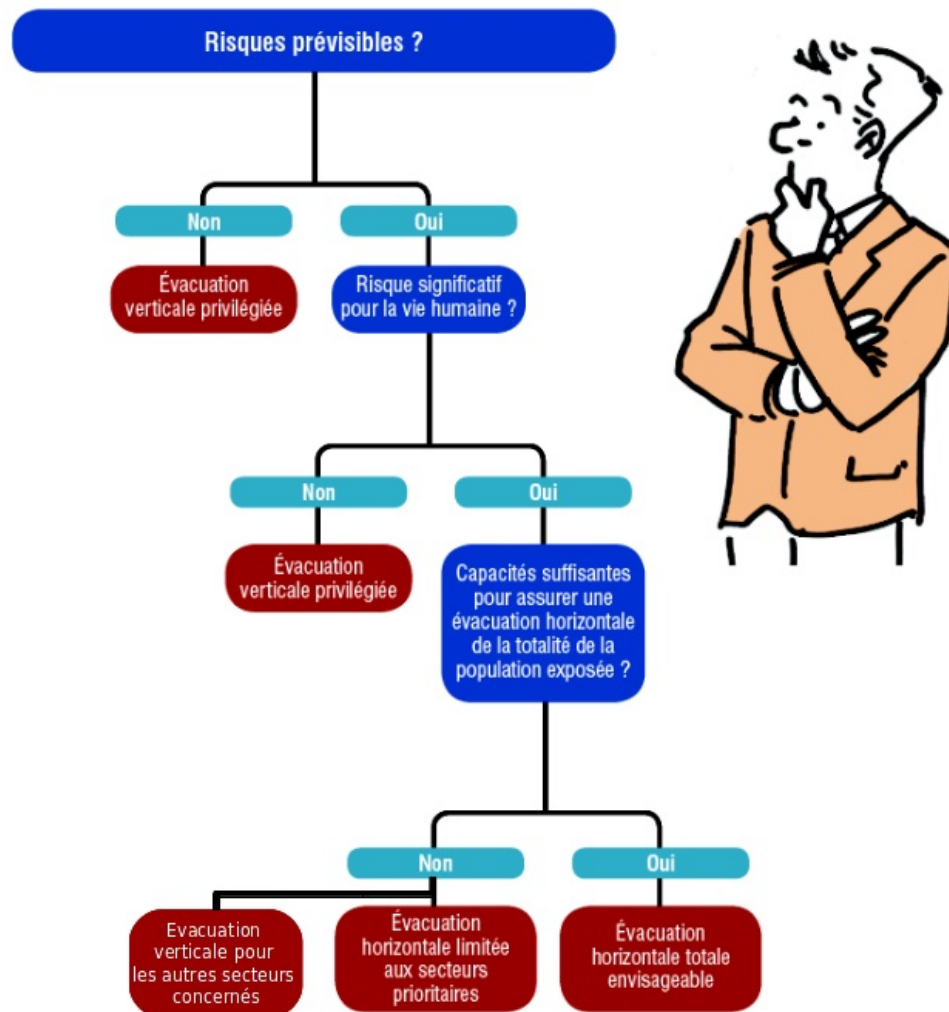 Risques prévisibles ?
Non
Oui
Évacuation
verticale privilégiée
Risque significatif
pour la vie humaine ?
Non
Oui
Évacuation
verticale privilégiée
Capacités suffisantes
pour assurer une
évacuation horizontale
de la totalité de la
population exposée ?
Non
Oui
Evacuation
verticale pour
les autres secteurs
concernés
Évacuation
horizontale limitée
aux secteurs
prioritaires
Évacuation
horizontale totale
envisageable